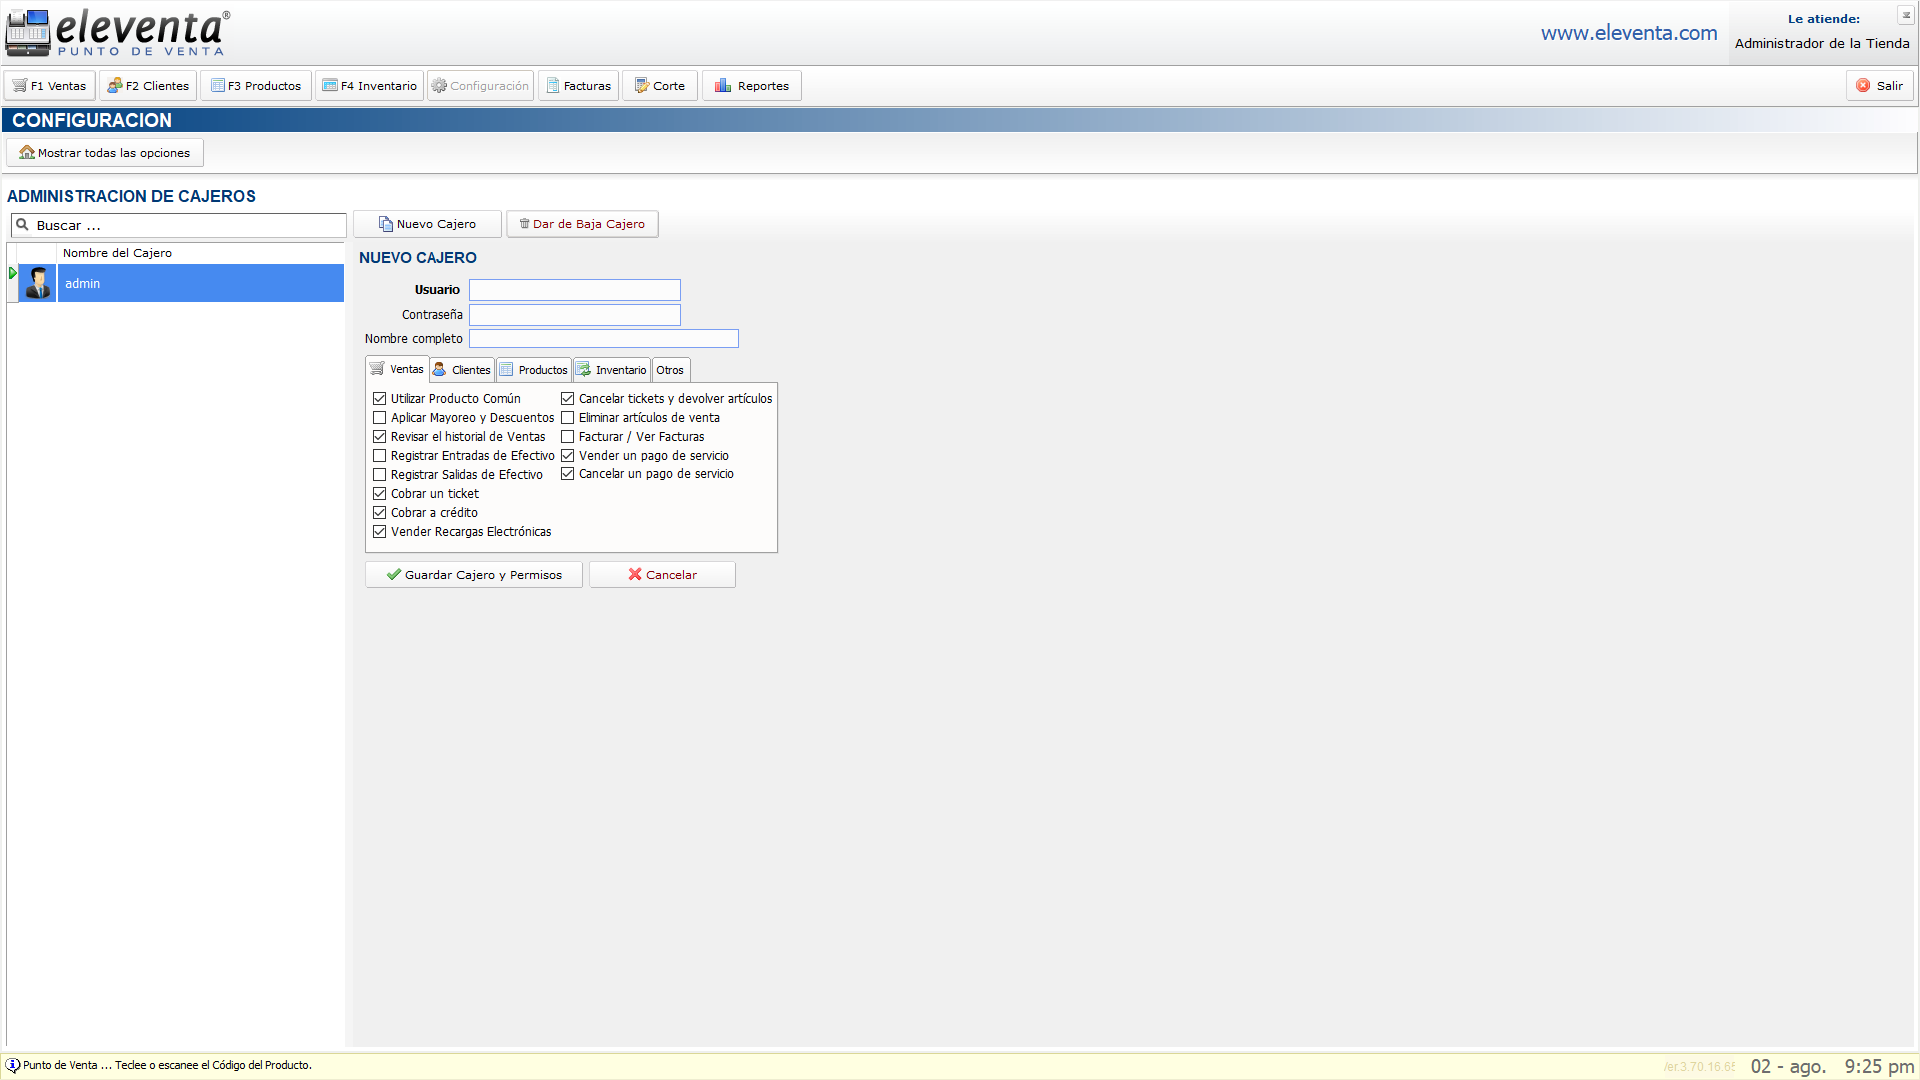 eleventa®
PUNTO DE VENTA
www.eleventa.com
Le atiende:
Administrador de la Tienda
F1 Ventas
F2 Clientes
F3 Productos
F4 Inventario
Configuración
Facturas
Corte
Reportes
Salir
CONFIGURACION
Mostrar todas las opciones
ADMINISTRACION DE CAJEROS
Buscar ...
Nuevo Cajero
Dar de Baja Cajero
Nombre del Cajero
admin
NUEVO CAJERO
Usuario
Contraseña
Nombre completo
Ventas
Clientes
Productos
Inventario
Otros
Utilizar Producto Común
Aplicar Mayoreo y Descuentos
Revisar el historial de Ventas
Registrar Entradas de Efectivo
Registrar Salidas de Efectivo
Cobrar un ticket
Cobrar a crédito
Vender Recargas Electrónicas
Cancelar tickets y devolver artículos
Eliminar artículos de venta
Facturar / Ver Facturas
Vender un pago de servicio
Cancelar un pago de servicio
Guardar Cajero y Permisos
Cancelar
Punto de Venta ... Teclee o escanee el Código del Producto.
02 - ago.
9:25 pm